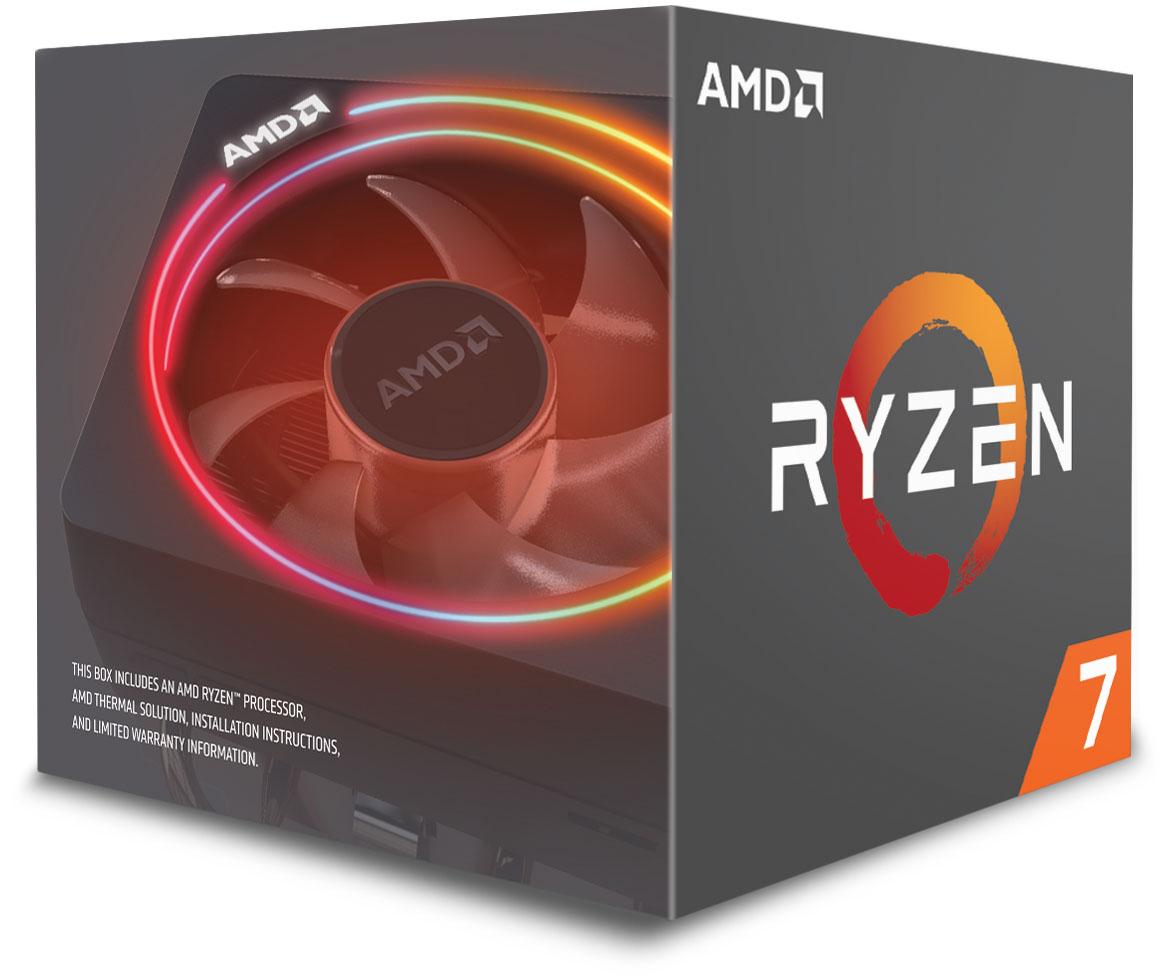 AMD
AMD
THIS BOX INCLUDES AN AMD RYZEN™ PROCESSOR,
AMD THERMAL SOLUTION, INSTALLATION INSTRUCTIONS,
AND LIMITED WARRANTY INFORMATION.
AMD
RYZEN
7